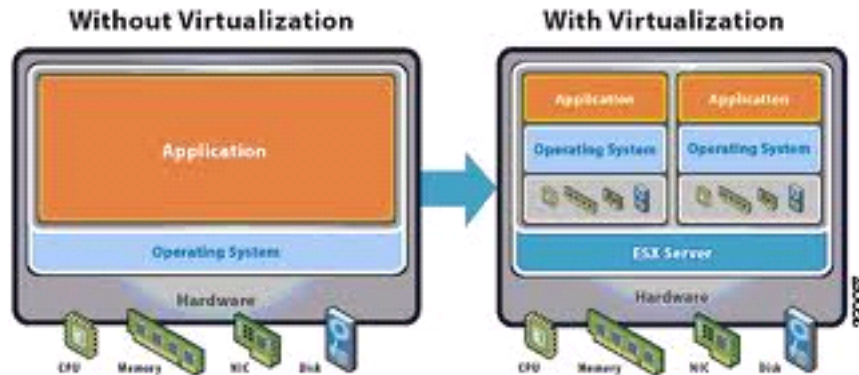 Without Virtualization
Application
Operating System
Hardware
CPU
Memory
NIC
Disk
With Virtualization
Application
Application
Operating System
Operating System
ESX Server
Hardware
CPU
Memory
NIC
Disk